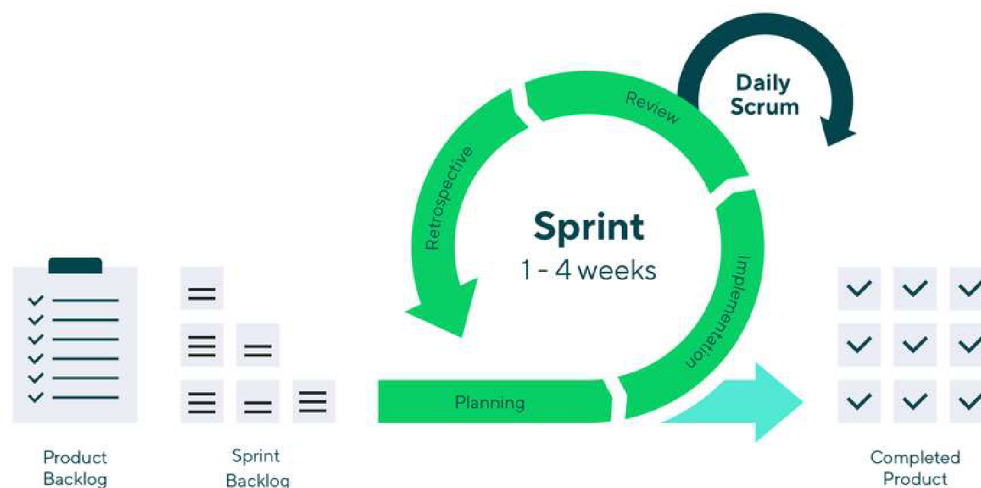 Daily
Scrum
Review
Retrospective
Sprint
1 - 4 weeks
Implementation
Planning
Product
Backlog
Sprint
Backlog
Completed
Product